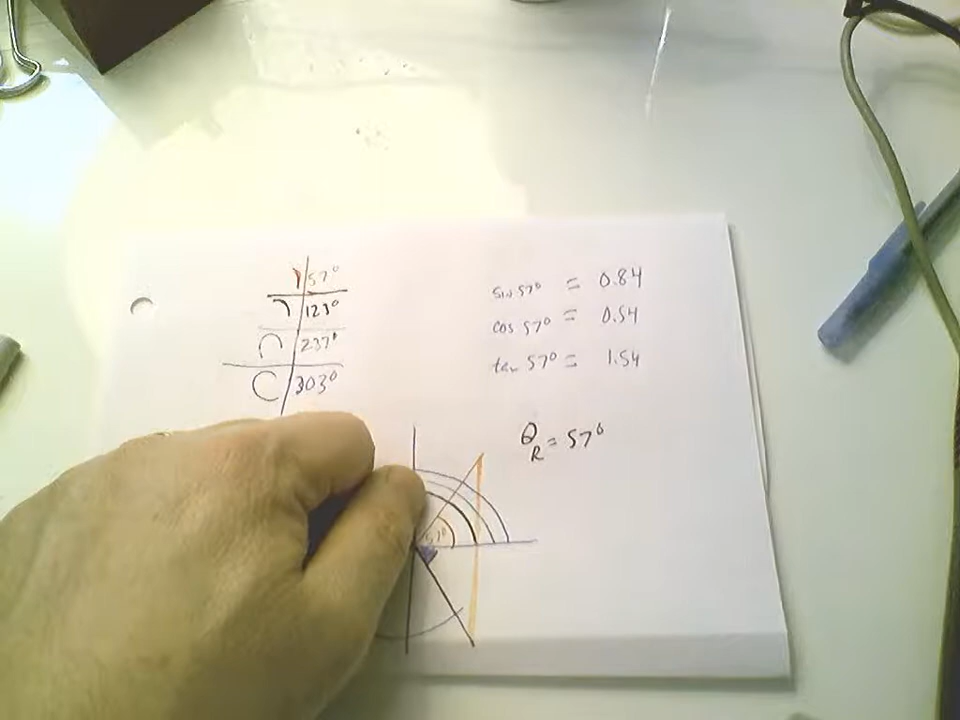 57°
123°
237°
303°
sin 57° = 0.84
cos 57° = 0.54
tan 57° = 1.54
θR = 57°
57°